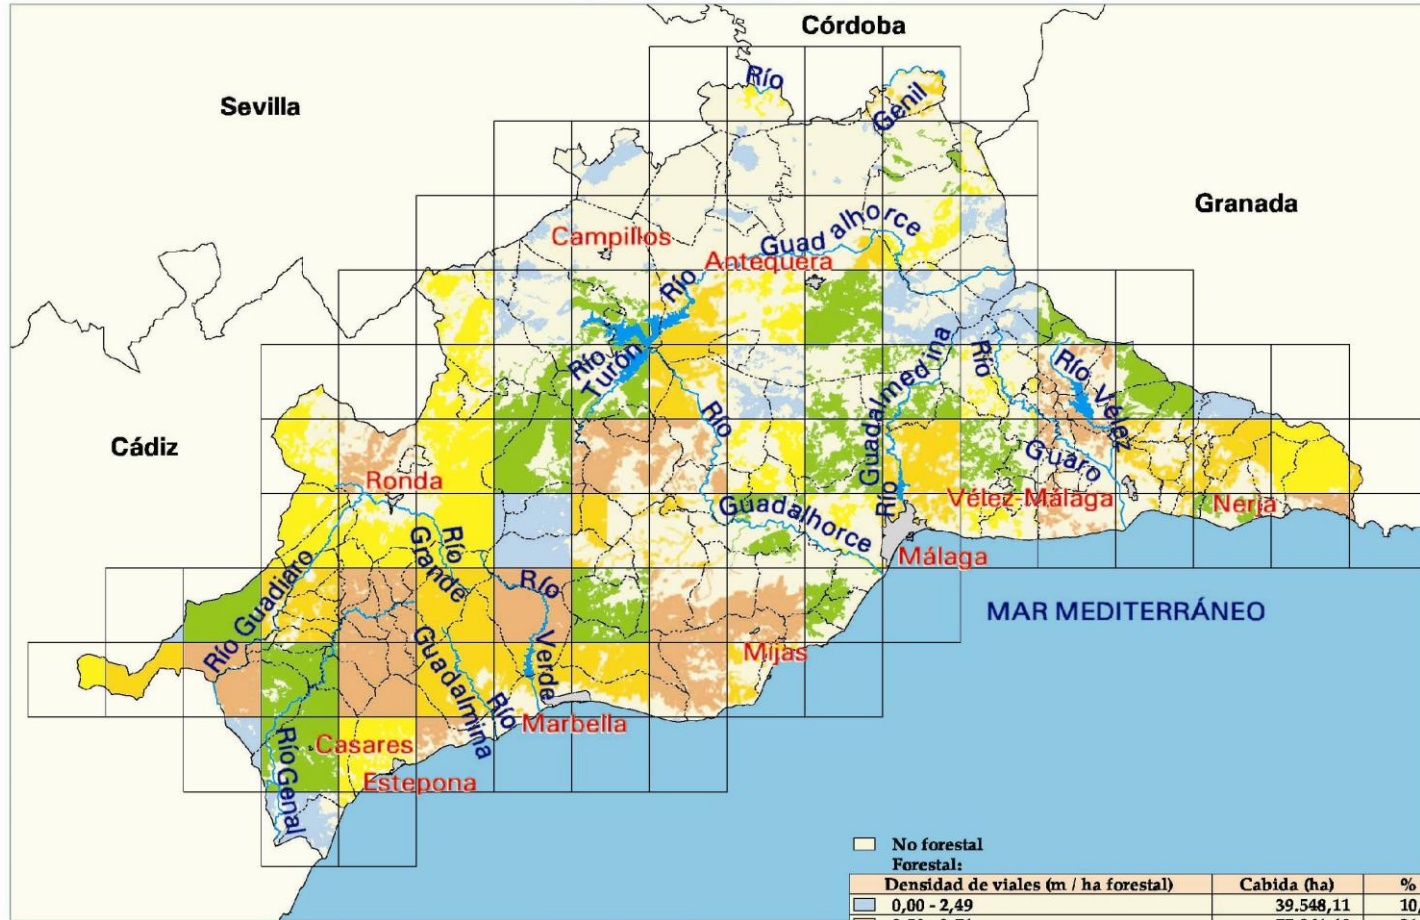 Córdoba
Sevilla
Río
Genil
Granada
Campillos
Guadalhorce
Antequera
Río
Río
Turón
Guadalmedina
Río
Río
Vélez
Río
Cádiz
Guaro
Ronda
Río
Vélez-Málaga
Nerja
Guadalhorce
Río
Grande
Málaga
Río Guadiaro
Río
Verde
MAR MEDITERRÁNEO
Guadalmina
Mijas
Río
Marbella
Casares
Río Genal
Estepona
No forestal
Forestal:
Densidad de viales (m / ha forestal) Cabida (ha) %
0,00 - 2,49 39.548,11 10,